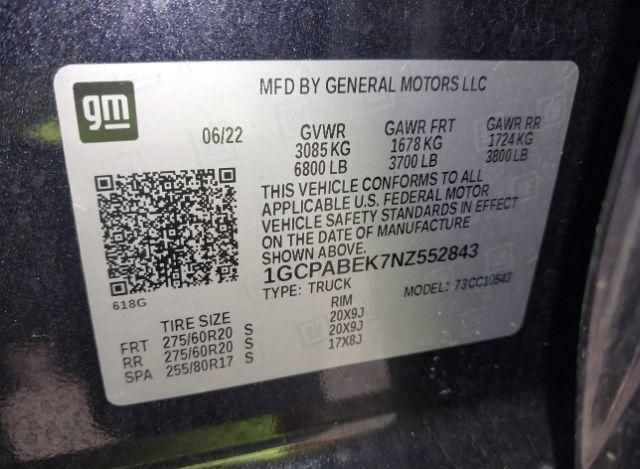 gm
MFD BY GENERAL MOTORS LLC
06/22 GVWR GAWR FRT GAWR RR
3085 KG 1678 KG 1724 KG
6800 LB 3700 LB 3800 LB
THIS VEHICLE CONFORMS TO ALL
APPLICABLE U.S. FEDERAL MOTOR
VEHICLE SAFETY STANDARDS IN EFFECT
ON THE DATE OF MANUFACTURE
SHOWN ABOVE.
1GCPABEK7NZ552843
618G
TYPE: TRUCK MODEL: 73CC10543
TIRE SIZE RIM
FRT 275/60R20 S 20X9J
RR 275/60R20 S 20X9J
SPA 255/80R17 S 17X8J